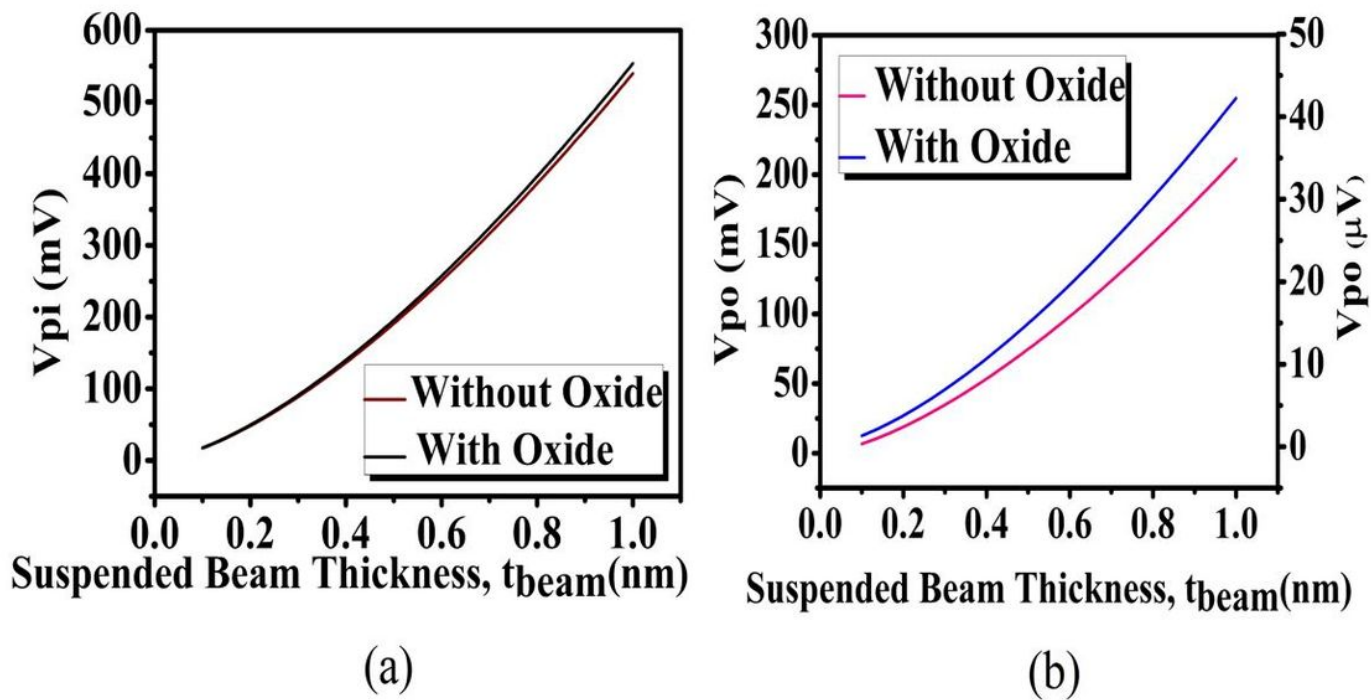 600
500
400
300
200
100
0
Vpi (mV)
Without Oxide
With Oxide
0.0 0.2 0.4 0.6 0.8 1.0
Suspended Beam Thickness, tbeam(nm)
(a)
300
250
200
150
100
50
0
Vpo (mV)
Without Oxide
With Oxide
50
40
30
20
10
0
Vpo (μV)
0.0 0.2 0.4 0.6 0.8 1.0
Suspended Beam Thickness, tbeam(nm)
(b)